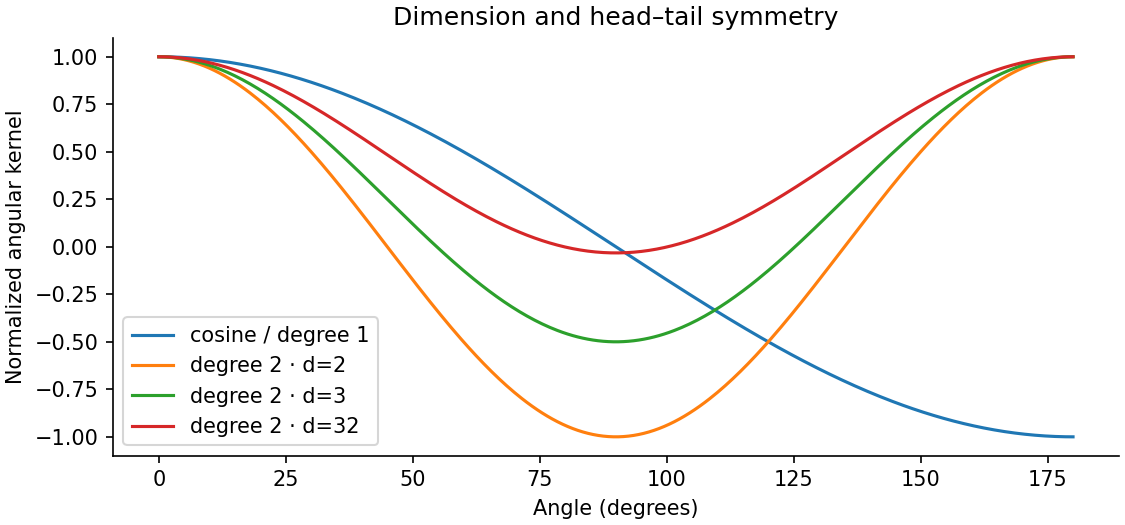 Dimension and head–tail symmetry
Normalized angular kernel
1.00
0.75
0.50
0.25
0.00
−0.25
−0.50
−0.75
−1.00
cosine / degree 1
degree 2 · d=2
degree 2 · d=3
degree 2 · d=32
0 25 50 75 100 125 150 175
Angle (degrees)